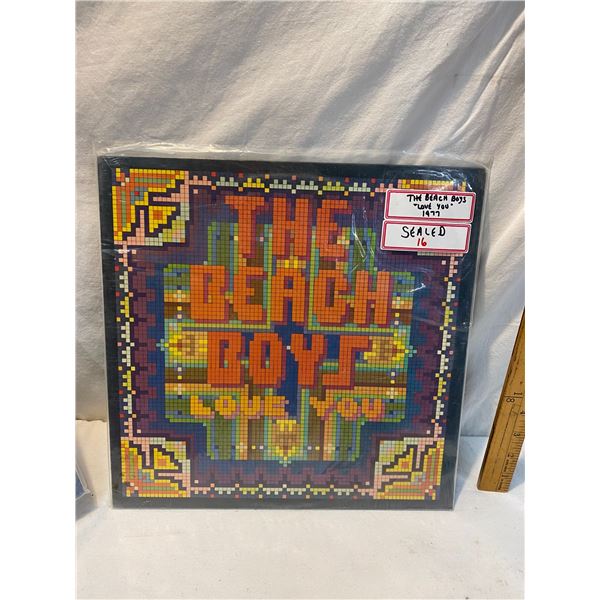 THE BEACH BOYS
"LOVE YOU"
1977
SEALED
16
THE
BEACH
BOYS
LOVE YOU